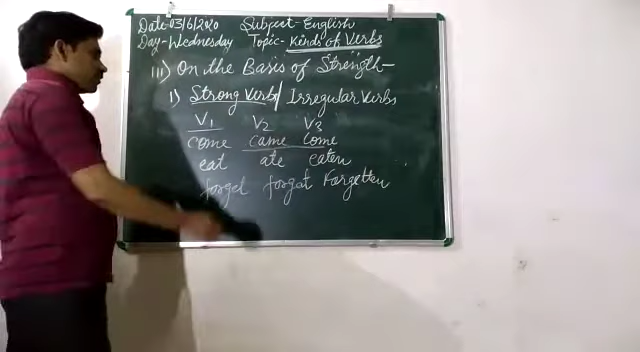 Date-03/6/2020 Subject- English
Day-Wednesday Topic- Kinds of Verbs
III) On the Basis of Strength-
1) Strong Verbs/ Irregular Verbs
V1 V2 V3
come came come
eat ate eaten
forget forgot Forgetten